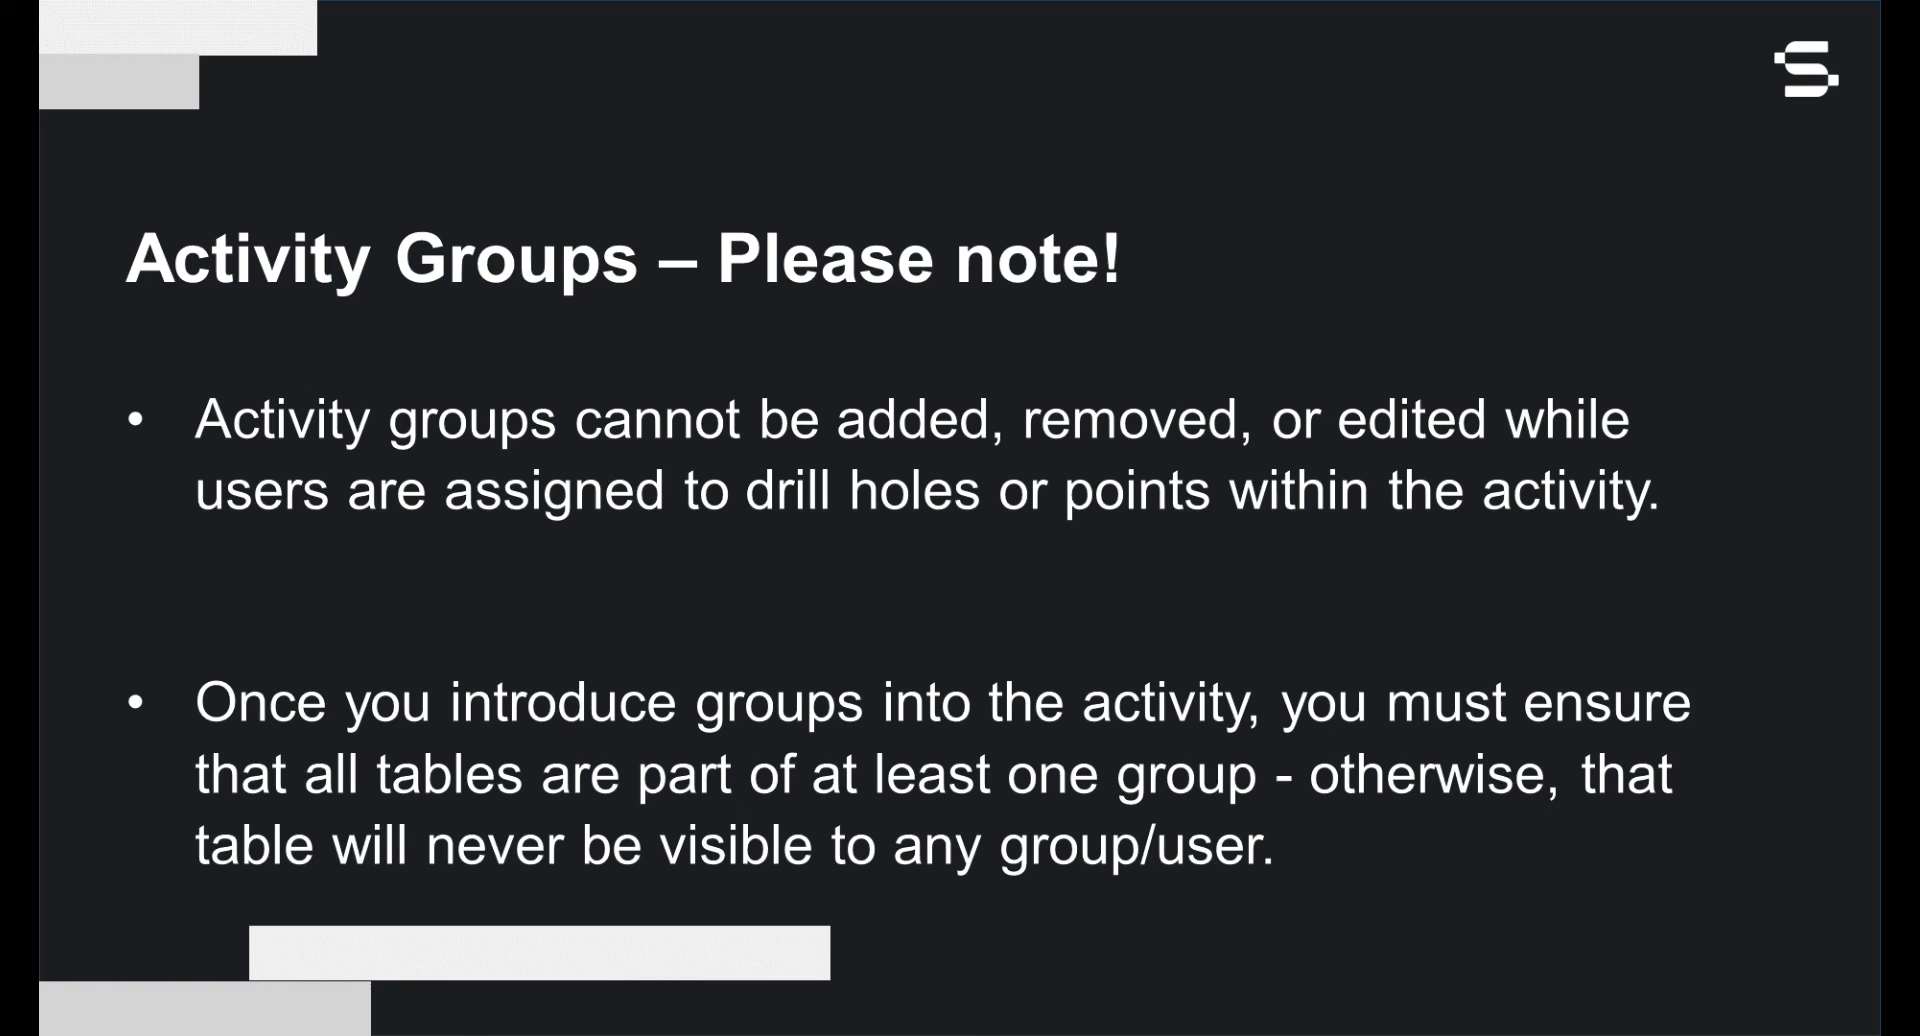 Activity Groups – Please note!
• Activity groups cannot be added, removed, or edited while
users are assigned to drill holes or points within the activity.
• Once you introduce groups into the activity, you must ensure
that all tables are part of at least one group - otherwise, that
table will never be visible to any group/user.